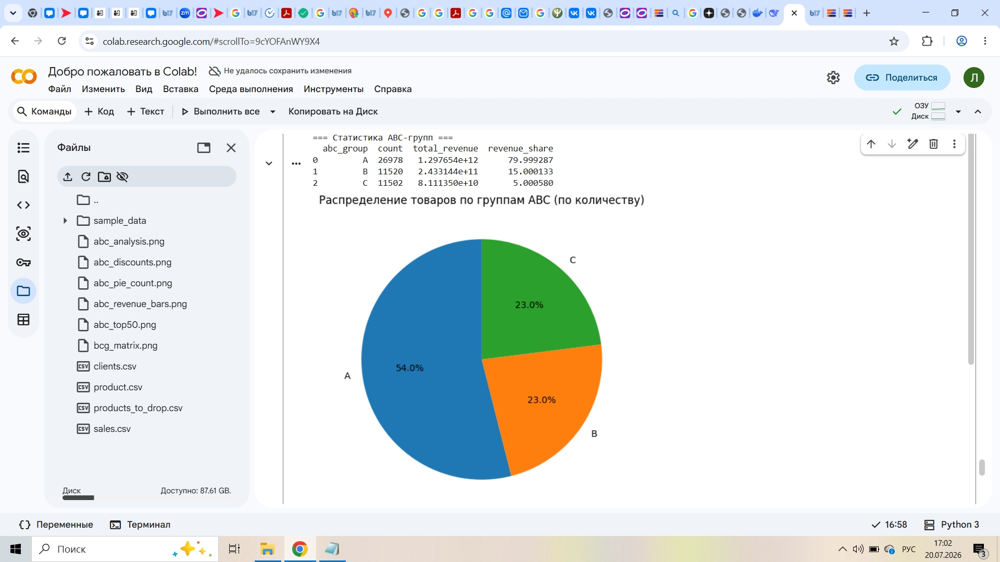 colab.research.google.com/#scrollTo=9cYOFAnWY9X4
Добро пожаловать в Colab!
Не удалось сохранить изменения
Файл Изменить Вид Вставка Среда выполнения Инструменты Справка
Поделиться
Л
Команды + Код + Текст Выполнить все Копировать на Диск
ОЗУ
Диск
Файлы
..
sample_data
abc_analysis.png
abc_discounts.png
abc_pie_count.png
abc_revenue_bars.png
abc_top50.png
bcg_matrix.png
clients.csv
product.csv
products_to_drop.csv
sales.csv
Диск Доступно: 87.61 GB.
=== Статистика ABC-групп ===
abc_group count total_revenue revenue_share
0 A 26978 1.297654e+12 79.999287
1 B 11520 2.433144e+11 15.000133
2 C 11502 8.111350e+10 5.000580
Распределение товаров по группам ABC (по количеству)
C
23.0%
54.0%
A
23.0%
B
Переменные Терминал
16:58 Python 3
Поиск
РУС
17:02
20.07.2026
3